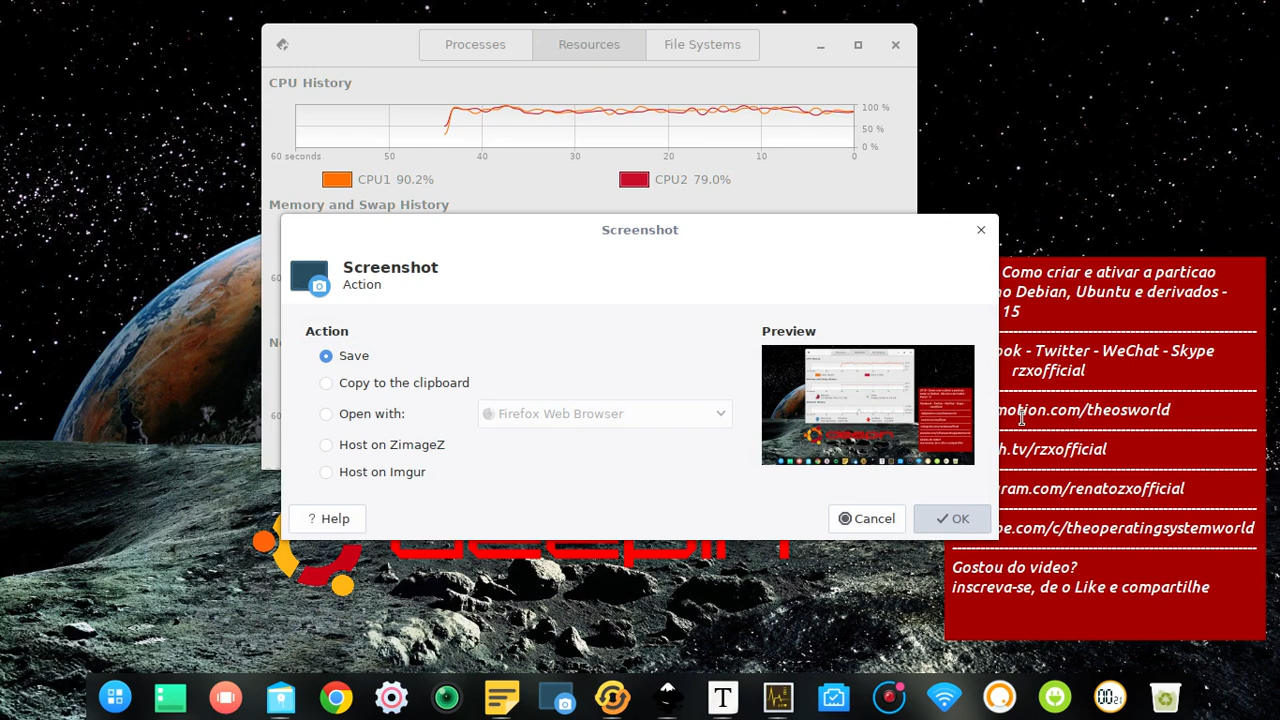 Processes
Resources
File Systems
CPU History
100 %
50 %
0 %
60 seconds
50
40
30
20
10
0
CPU1 90.2%
CPU2 79.0%
Memory and Swap History
60
60
Screenshot
Screenshot
Action
Action
Save
Copy to the clipboard
Open with:
Firefox Web Browser
Host on ZimageZ
Host on Imgur
Preview
? Help
Cancel
OK
Como criar e ativar a particao
no Debian, Ubuntu e derivados -
15
ook - Twitter - WeChat - Skype
rzxofficial
motion.com/theosworld
h.tv/rzxofficial
ram.com/renatozxofficial
be.com/c/theoperatingsystemworld
Gostou do video?
inscreva-se, de o Like e compartilhe
T
00
21